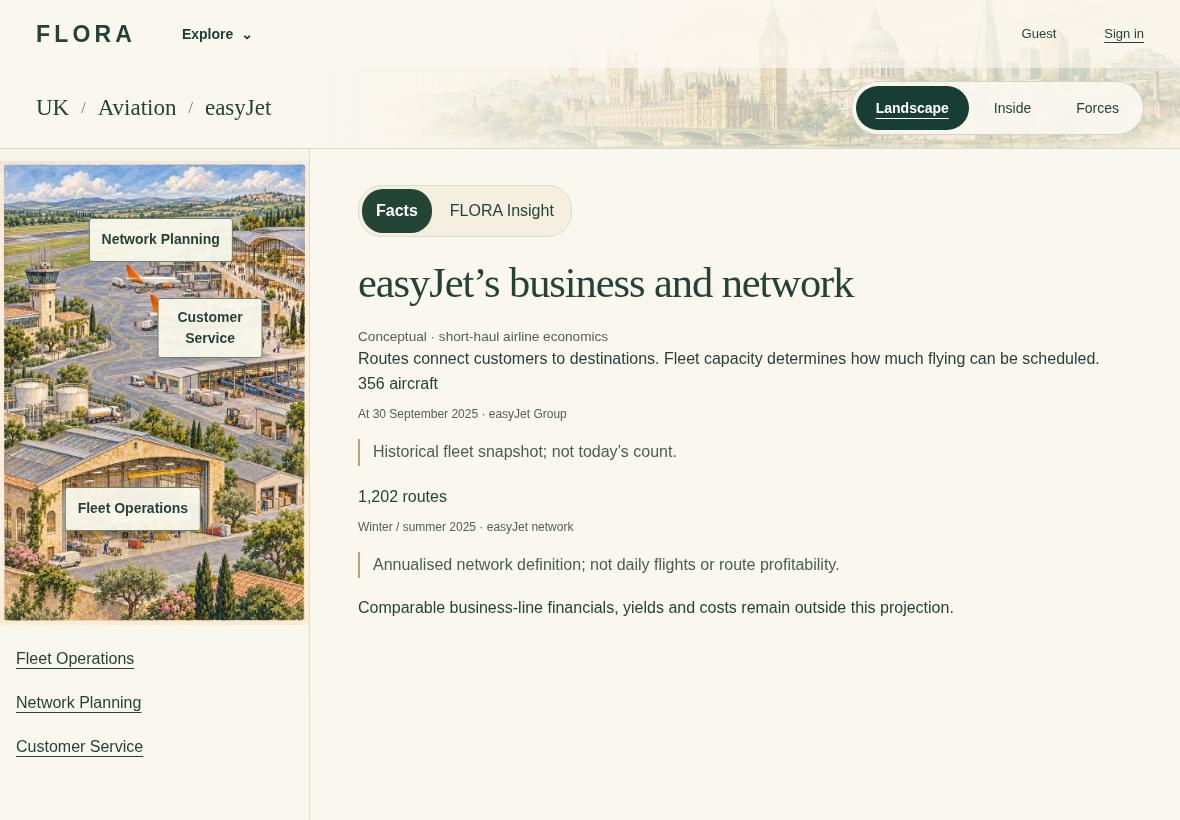 FLORA
Explore
Guest
Sign in
UK / Aviation / easyJet
Landscape
Inside
Forces
Network Planning
Customer
Service
Fleet Operations
Fleet Operations
Network Planning
Customer Service
Facts
FLORA Insight
easyJet’s business and network
Conceptual · short-haul airline economics
Routes connect customers to destinations. Fleet capacity determines how much flying can be scheduled.
356 aircraft
At 30 September 2025 · easyJet Group
Historical fleet snapshot; not today’s count.
1,202 routes
Winter / summer 2025 · easyJet network
Annualised network definition; not daily flights or route profitability.
Comparable business-line financials, yields and costs remain outside this projection.